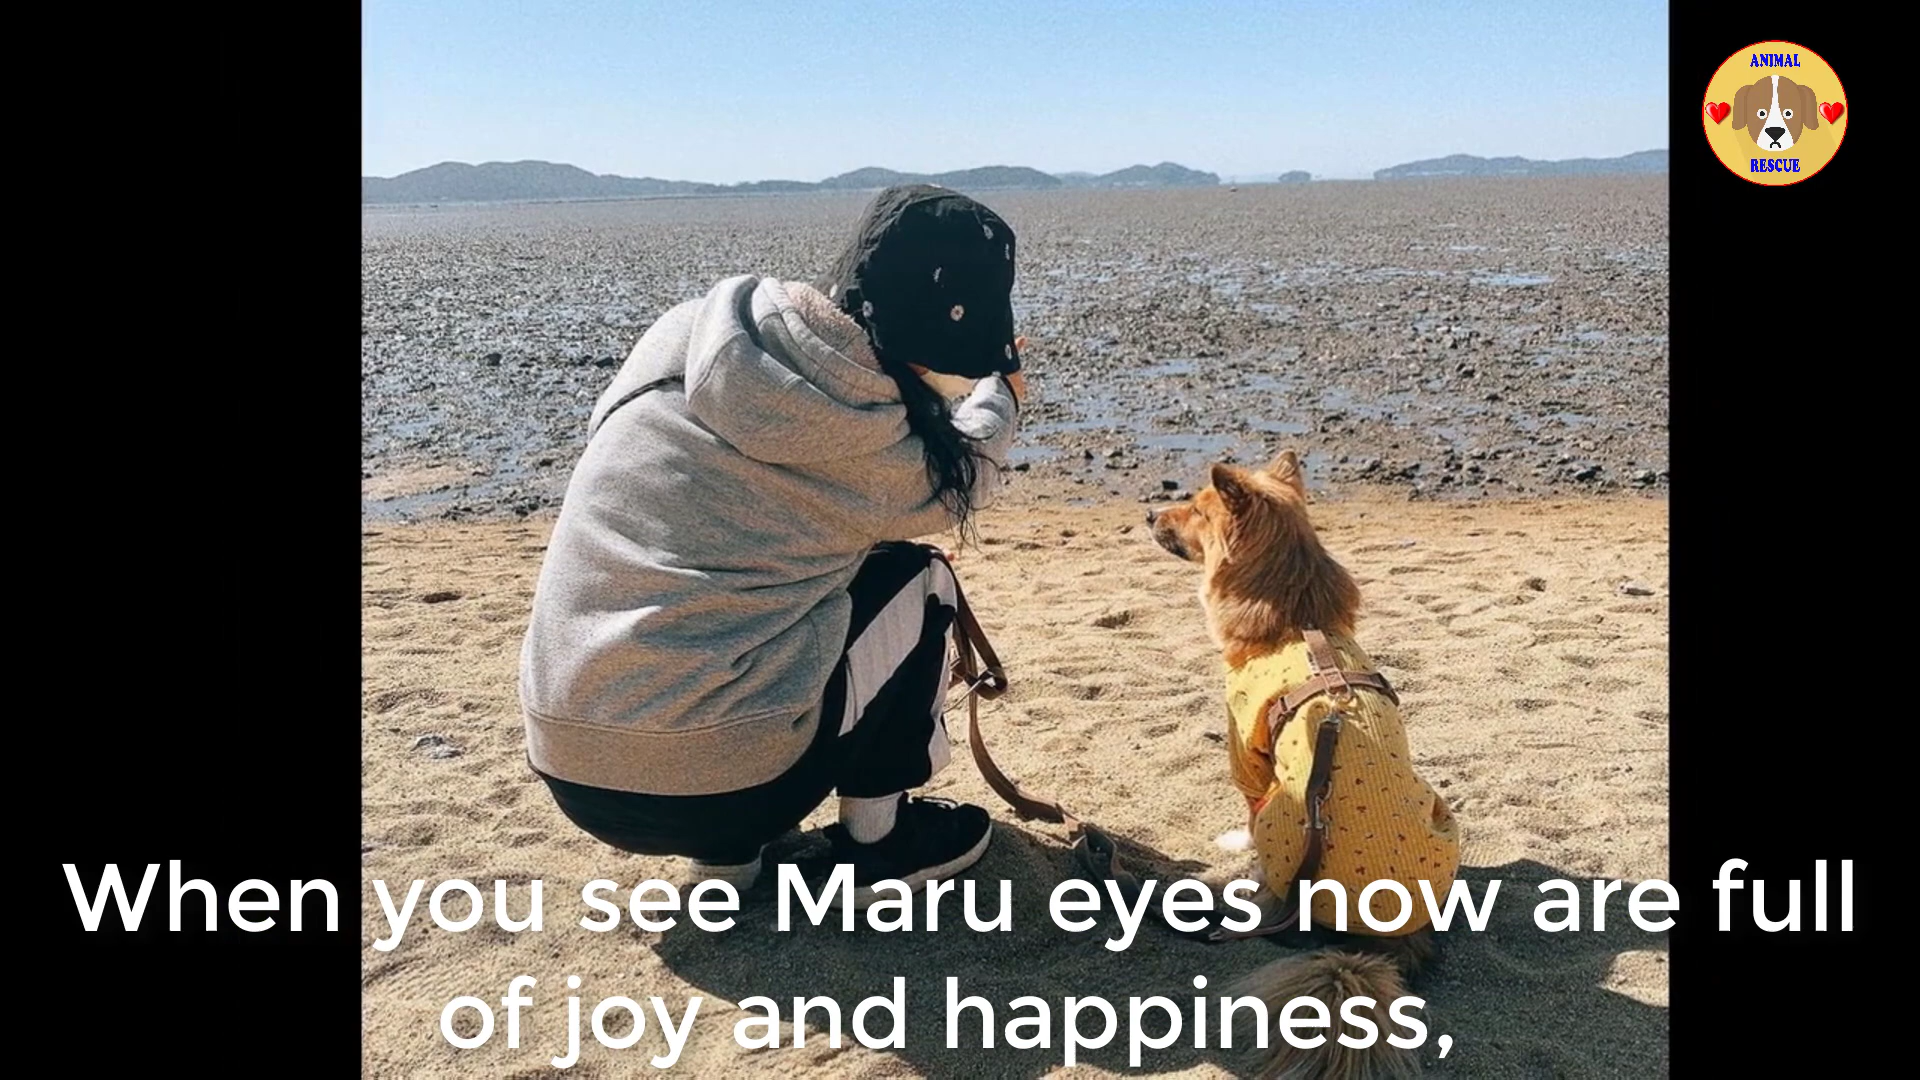 ANIMAL
RESCUE
When you see Maru eyes now are full
of joy and happiness,